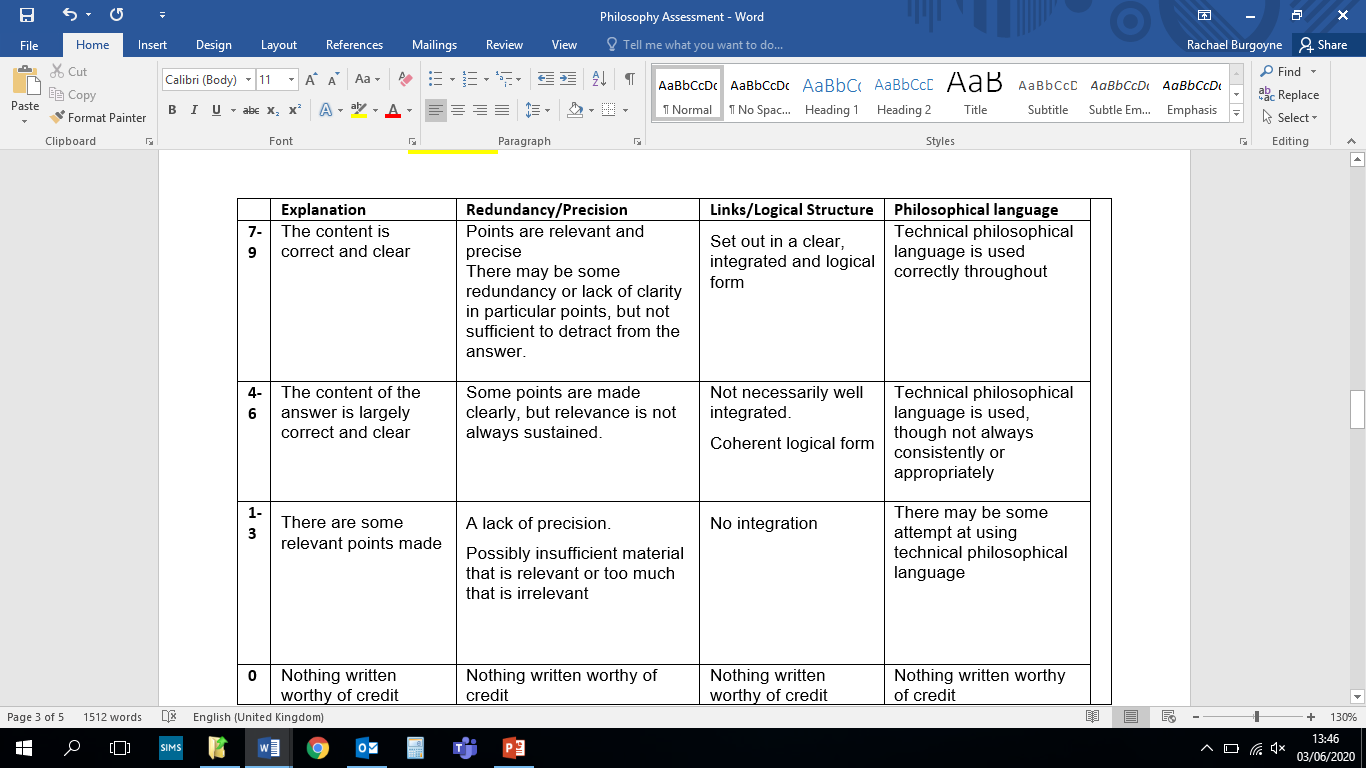 Philosophy Assessment - Word
File Home Insert Design Layout References Mailings Review View Tell me what you want to do... Rachael Burgoyne Share
Paste
Cut
Copy
Format Painter
Clipboard
Calibri (Body) 11
Font
Paragraph
AaBbCcDc AaBbCcDc AaBbCc AaBbCcD AaB AaBbCcD AaBbCcDc AaBbCcDc
¶ Normal ¶ No Spac... Heading 1 Heading 2 Title Subtitle Subtle Em... Emphasis
Styles
Find
Replace
Select
Editing
Explanation Redundancy/Precision Links/Logical Structure Philosophical language
7-
9
The content is
correct and clear
Points are relevant and
precise
There may be some
redundancy or lack of clarity
in particular points, but not
sufficient to detract from the
answer.
Set out in a clear,
integrated and logical
form
Technical philosophical
language is used
correctly throughout
4-
6
The content of the
answer is largely
correct and clear
Some points are made
clearly, but relevance is not
always sustained.
Not necessarily well
integrated.
Coherent logical form
Technical philosophical
language is used,
though not always
consistently or
appropriately
1-
3
There are some
relevant points made
A lack of precision.
Possibly insufficient material
that is relevant or too much
that is irrelevant
No integration
There may be some
attempt at using
technical philosophical
language
0
Nothing written
worthy of credit
Nothing written worthy of
credit
Nothing written
worthy of credit
Nothing written worthy
of credit
Page 3 of 5 1512 words English (United Kingdom) 130%
SIMS
13:46
03/06/2020